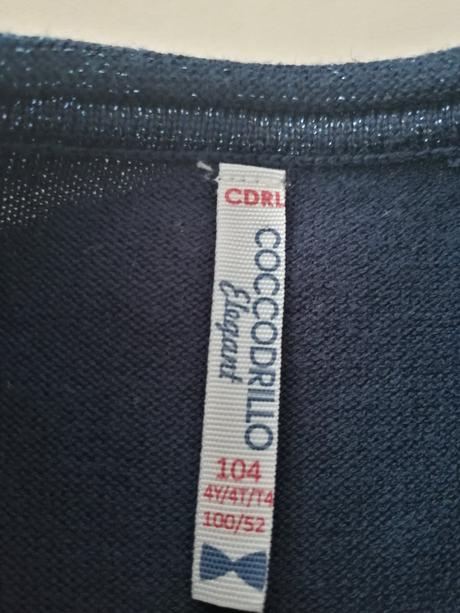 CDRL
COCCODRILLO
Elegant
104
4Y/4T/T4
100/52